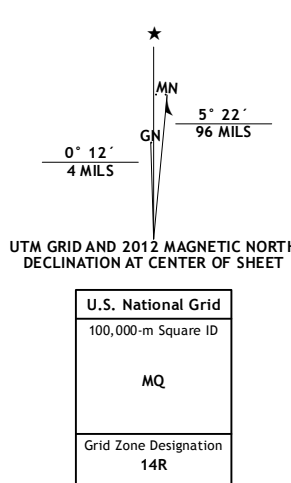 ★
MN
5° 22´
96 MILS
GN
0° 12´
4 MILS
UTM GRID AND 2012 MAGNETIC NORTH
DECLINATION AT CENTER OF SHEET
U.S. National Grid
100,000-m Square ID
MQ
Grid Zone Designation
14R